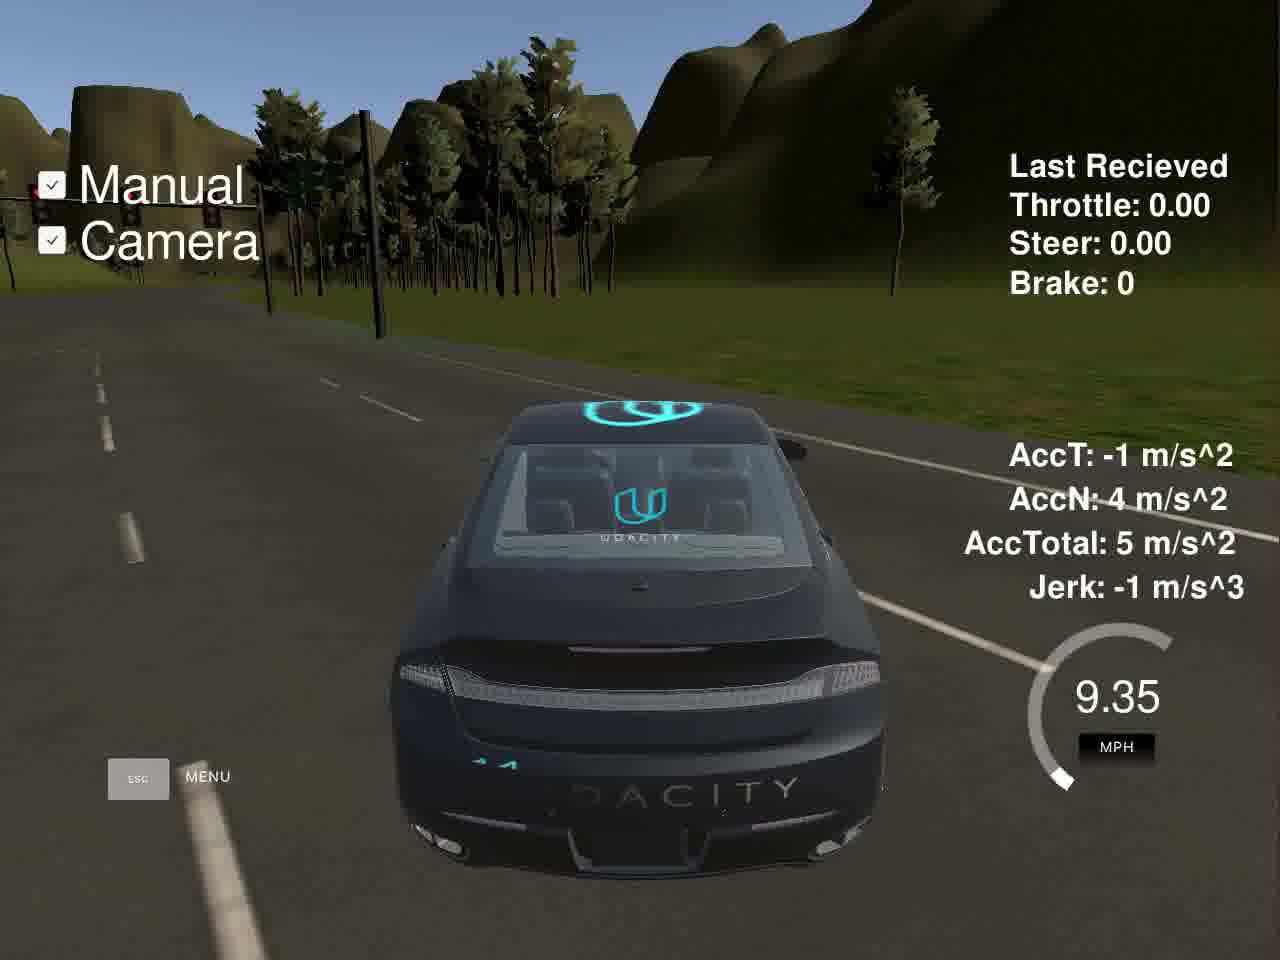 Manual
Camera
Last Recieved
Throttle: 0.00
Steer: 0.00
Brake: 0
AccT: -1 m/s^2
AccN: 4 m/s^2
AccTotal: 5 m/s^2
Jerk: -1 m/s^3
UDACITY
9.35
MPH
ESC
MENU
DACITY